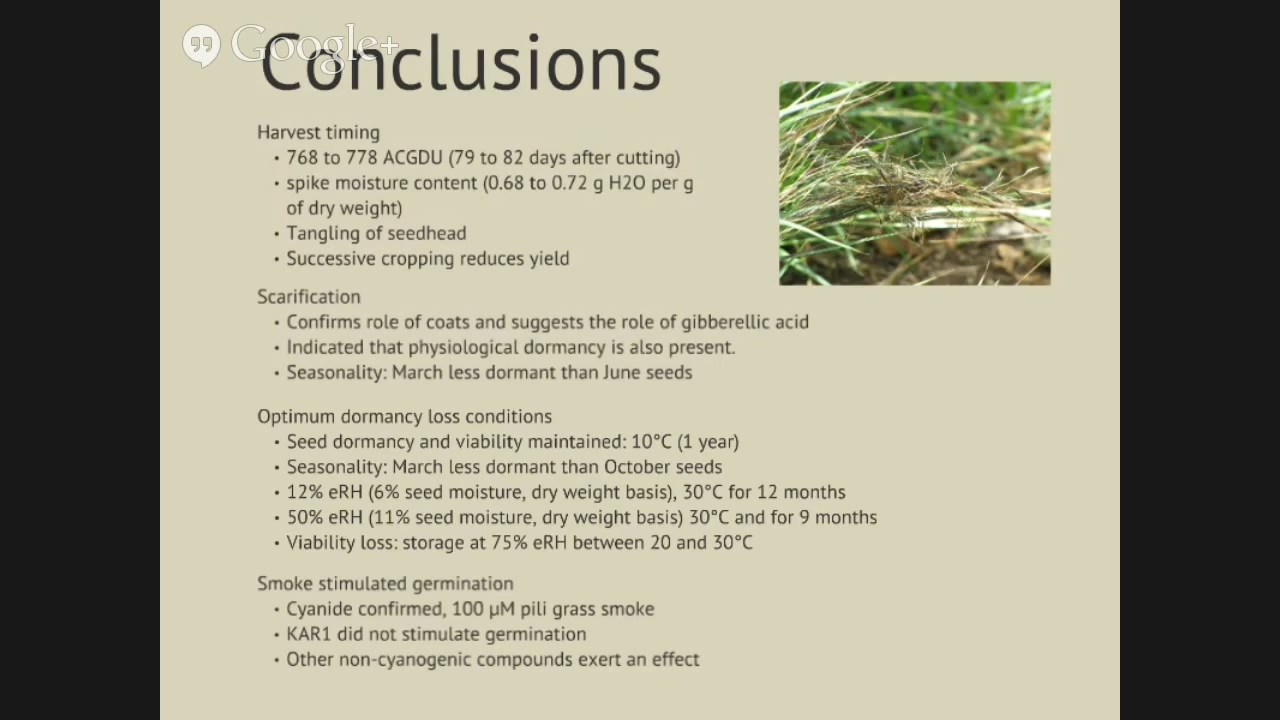 Google+
Conclusions
Harvest timing
• 768 to 778 ACGDU (79 to 82 days after cutting)
• spike moisture content (0.68 to 0.72 g H2O per g
of dry weight)
• Tangling of seedhead
• Successive cropping reduces yield
Scarification
• Confirms role of coats and suggests the role of gibberellic acid
• Indicated that physiological dormancy is also present.
• Seasonality: March less dormant than June seeds
Optimum dormancy loss conditions
• Seed dormancy and viability maintained: 10°C (1 year)
• Seasonality: March less dormant than October seeds
• 12% eRH (6% seed moisture, dry weight basis), 30°C for 12 months
• 50% eRH (11% seed moisture, dry weight basis) 30°C and for 9 months
• Viability loss: storage at 75% eRH between 20 and 30°C
Smoke stimulated germination
• Cyanide confirmed, 100 µM pili grass smoke
• KAR1 did not stimulate germination
• Other non-cyanogenic compounds exert an effect